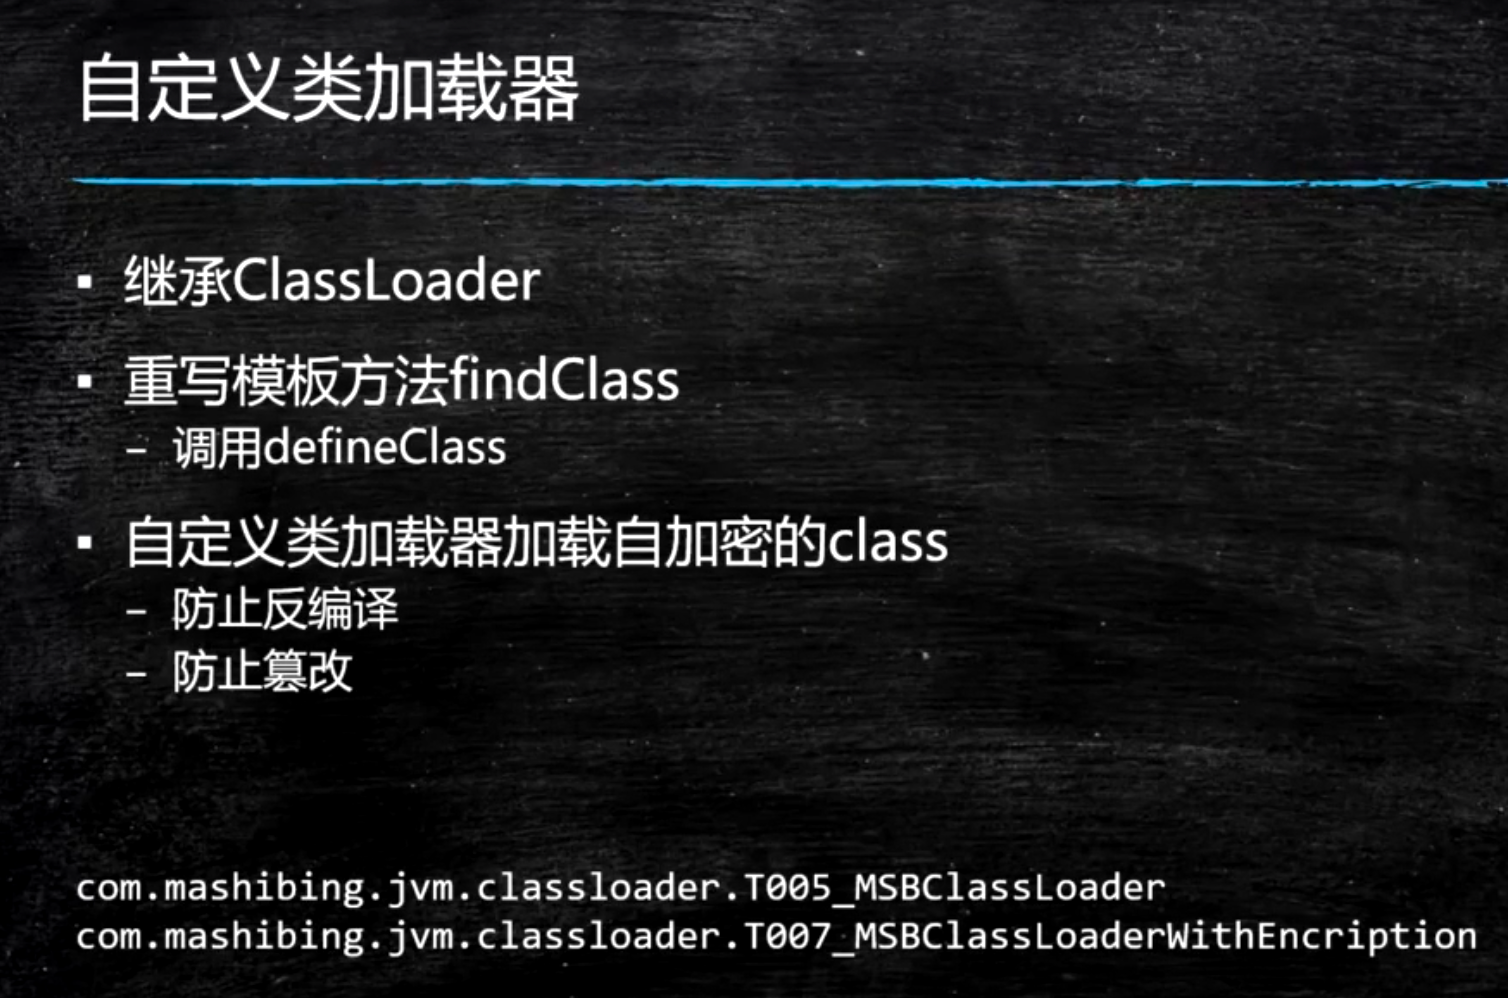 自定义类加载器
▪ 继承ClassLoader
▪ 重写模板方法findClass
– 调用defineClass
▪ 自定义类加载器加载自加密的class
– 防止反编译
– 防止篡改
com.mashibing.jvm.classloader.T005_MSBClassLoader
com.mashibing.jvm.classloader.T007_MSBClassLoaderWithEncription